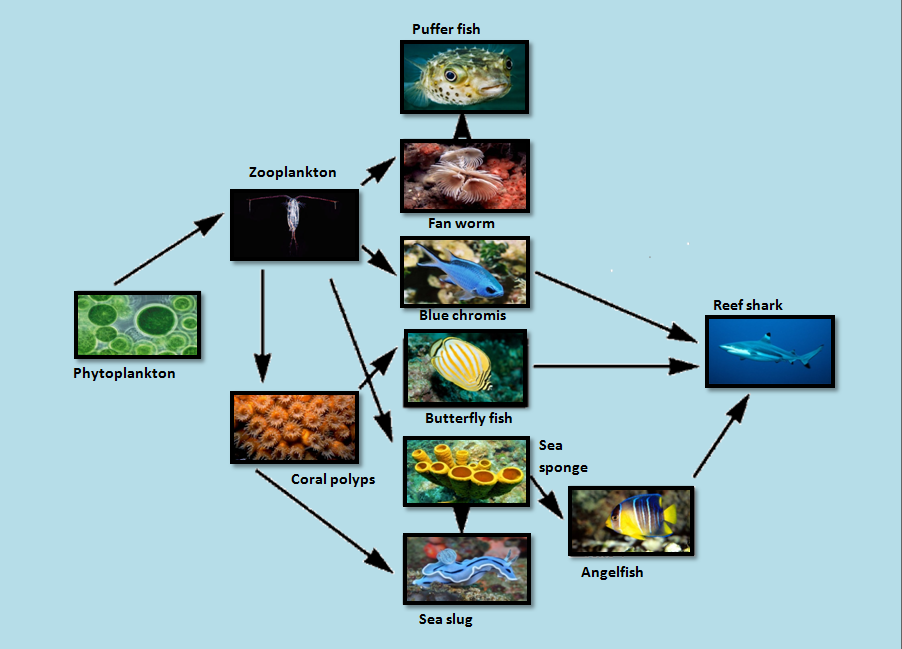 Puffer fish
Zooplankton
Fan worm
Blue chromis
Reef shark
Phytoplankton
Butterfly fish
Sea
sponge
Coral polyps
Angelfish
Sea slug